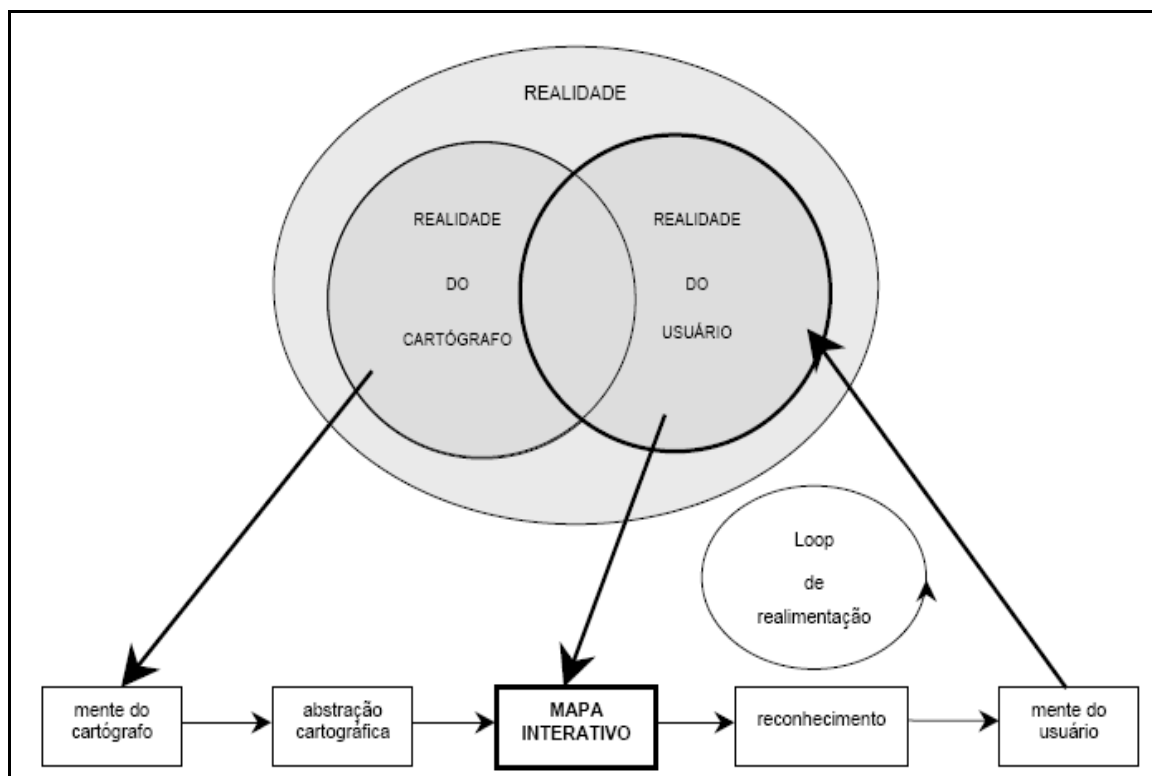 REALIDADE
REALIDADE
DO
CARTÓGRAFO
REALIDADE
DO
USUÁRIO
Loop
de
realimentação
mente do
cartógrafo
abstração
cartográfica
MAPA
INTERATIVO
reconhecimento
mente do
usuário